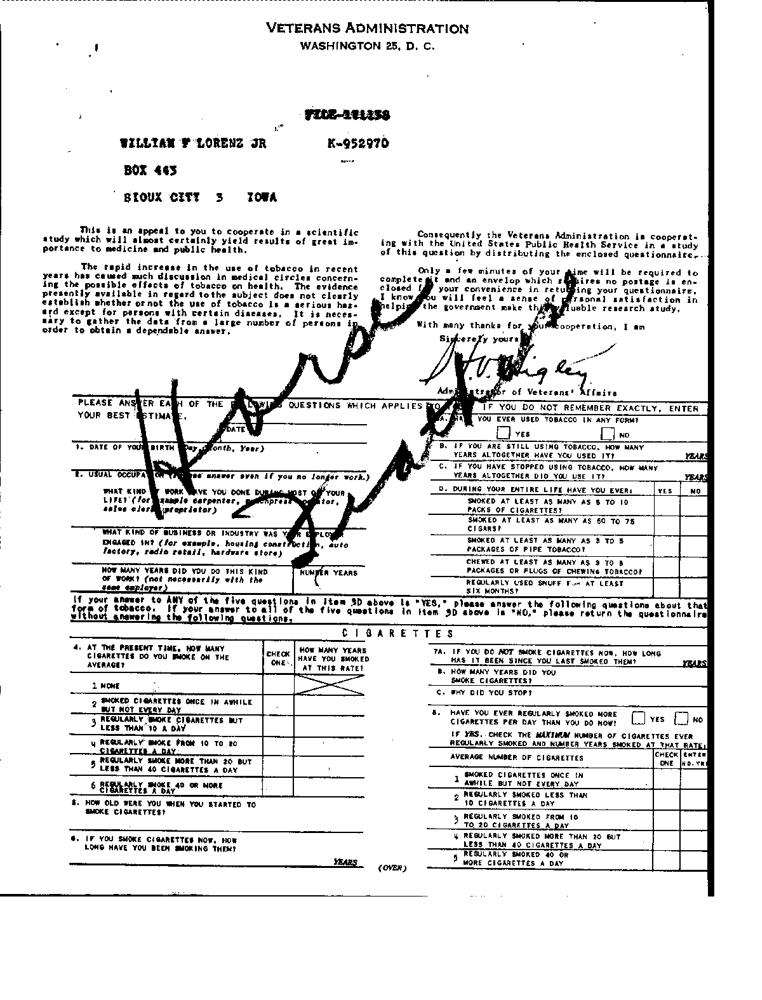 VETERANS ADMINISTRATION
WASHINGTON 25, D. C.
WILLIAM F LORENZ JR K-952970
BOX 443
SIOUX CITY 3 IOWA
This is an appeal to you to cooperate in a scientific
study which will almost certainly yield results of great im-
portance to medicine and public health.
The rapid increase in the use of tobacco in recent
years has caused much discussion in medical circles concern-
ing the possible effects of tobacco on health. The evidence
presently available in regard to the subject does not clearly
establish whether or not the use of tobacco is a serious haz-
ard except for persons with certain diseases. It is neces-
sary to gather the data from a large number of persons in
order to obtain a dependable answer.
Consequently the Veterans Administration is cooperat-
ing with the United States Public Health Service in a study
of this question by distributing the enclosed questionnaire.
Only a few minutes of your time will be required to
complete it and an envelop which requires no postage is en-
closed for your convenience in returning your questionnaire.
I know you will feel a sense of personal satisfaction in
helping the government make this valuable research study.
With many thanks for your cooperation, I am
Sincerely yours
H.V. Higley
Administrator of Veterans' Affairs
PLEASE ANSWER EACH OF THE FOLLOWING QUESTIONS WHICH APPLIES TO IF YOU DO NOT REMEMBER EXACTLY, ENTER
YOUR BEST ESTIMATE.
DATE
1. DATE OF YOUR BIRTH (Day, Month, Year)
2. USUAL OCCUPATION answer even if you no longer work.)
WHAT KIND OF WORK HAVE YOU DONE DURING MOST OF YOUR
LIFE? (for example carpenter,
sales clerk, proprietor)
WHAT KIND OF BUSINESS OR INDUSTRY WAS YOUR
ENGAGED IN? (for example, housing construction, auto
factory, radio retail, hardware store)
HOW MANY YEARS DID YOU DO THIS KIND
OF WORK? (not necessarily with the
same employer)
NUMBER YEARS
A. HAVE YOU EVER USED TOBACCO IN ANY FORM?
YES NO
B. IF YOU ARE STILL USING TOBACCO, HOW MANY
YEARS ALTOGETHER HAVE YOU USED IT? YEARS
C. IF YOU HAVE STOPPED USING TOBACCO, HOW MANY
YEARS ALTOGETHER DID YOU USE IT? YEARS
D. DURING YOUR ENTIRE LIFE HAVE YOU EVER: YES NO
SMOKED AT LEAST AS MANY AS 5 TO 10
PACKS OF CIGARETTES?
SMOKED AT LEAST AS MANY AS 50 TO 75
CIGARS?
SMOKED AT LEAST AS MANY AS 3 TO 5
PACKAGES OF PIPE TOBACCO?
CHEWED AT LEAST AS MANY AS 3 TO 5
PACKAGES OR PLUGS OF CHEWING TOBACCO?
REGULARLY USED SNUFF FOR AT LEAST
SIX MONTHS?
If your answer to ANY of the five questions in item 3D above is "YES," please answer the following questions about that
form of tobacco. If your answer to all of the five questions in item 3D above is "NO," please return the questionnaire
without answering the following questions.
CIGARETTES
4. AT THE PRESENT TIME, HOW MANY
CIGARETTES DO YOU SMOKE ON THE
AVERAGE?
CHECK
ONE
HOW MANY YEARS
HAVE YOU SMOKED
AT THIS RATE?
1 NONE
2 SMOKED CIGARETTES ONCE IN AWHILE
BUT NOT EVERY DAY
3 REGULARLY SMOKE CIGARETTES BUT
LESS THAN 10 A DAY
4 REGULARLY SMOKE FROM 10 TO 20
CIGARETTES A DAY
5 REGULARLY SMOKE MORE THAN 20 BUT
LESS THAN 40 CIGARETTES A DAY
6 REGULARLY SMOKE 40 OR MORE
CIGARETTES A DAY
5. HOW OLD WERE YOU WHEN YOU STARTED TO
SMOKE CIGARETTES?
6. IF YOU SMOKE CIGARETTES NOW, HOW
LONG HAVE YOU BEEN SMOKING THEM?
YEARS
7A. IF YOU DO NOT SMOKE CIGARETTES NOW, HOW LONG
HAS IT BEEN SINCE YOU LAST SMOKED THEM? YEARS
B. HOW MANY YEARS DID YOU
SMOKE CIGARETTES?
C. WHY DID YOU STOP?
8. HAVE YOU EVER REGULARLY SMOKED MORE
CIGARETTES PER DAY THAN YOU DO NOW? YES NO
IF YES, CHECK THE MAXIMUM NUMBER OF CIGARETTES EVER
REGULARLY SMOKED AND NUMBER YEARS SMOKED AT THAT RATE:
AVERAGE NUMBER OF CIGARETTES
CHECK ENTER
ONE NO. YRS
1 SMOKED CIGARETTES ONCE IN
AWHILE BUT NOT EVERY DAY
2 REGULARLY SMOKED LESS THAN
10 CIGARETTES A DAY
3 REGULARLY SMOKED FROM 10
TO 20 CIGARETTES A DAY
4 REGULARLY SMOKED MORE THAN 20 BUT
LESS THAN 40 CIGARETTES A DAY
5 REGULARLY SMOKED 40 OR
MORE CIGARETTES A DAY
(OVER)